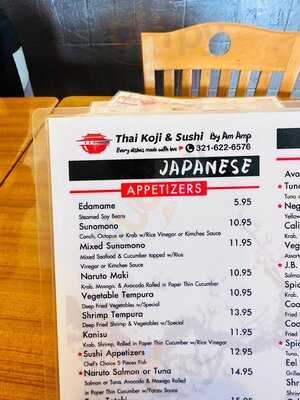 Thai Koji & Sushi By Am Amp
Every dishes made with love 321-622-6576
JAPANESE
APPETIZERS
Edamame 5.95
Steamed Soy Beans
Sunomono 10.95
Conch, Octopus or Krab w/Rice Vinegar or Kimchee Sauce
Mixed Sunomono 11.95
Mixed Seafood & Cucumber topped w/Rice
Vinegar or Kimchee Sauce
Naruto Maki 10.95
Krab, Masago, & Avocado Rolled in Paper Thin Cucumber
Vegetable Tempura 10.95
Deep Fried Vegetables w/Special
Shrimp Tempura 13.95
Deep Fried Shrimp & Vegetables w/Special
Kanisu 11.95
Krab, Shrimp, Rolled in Paper Thin Cucumber w/Rice Vinegar
★Sushi Appetizers 12.95
Chef's Choice 5 Pieces Fish
★Naruto Salmon or Tuna 14.95
Salmon or Tuna, Avocado & Masago Rolled
in Paper Thin Cucumber w/Ponzu Sauce